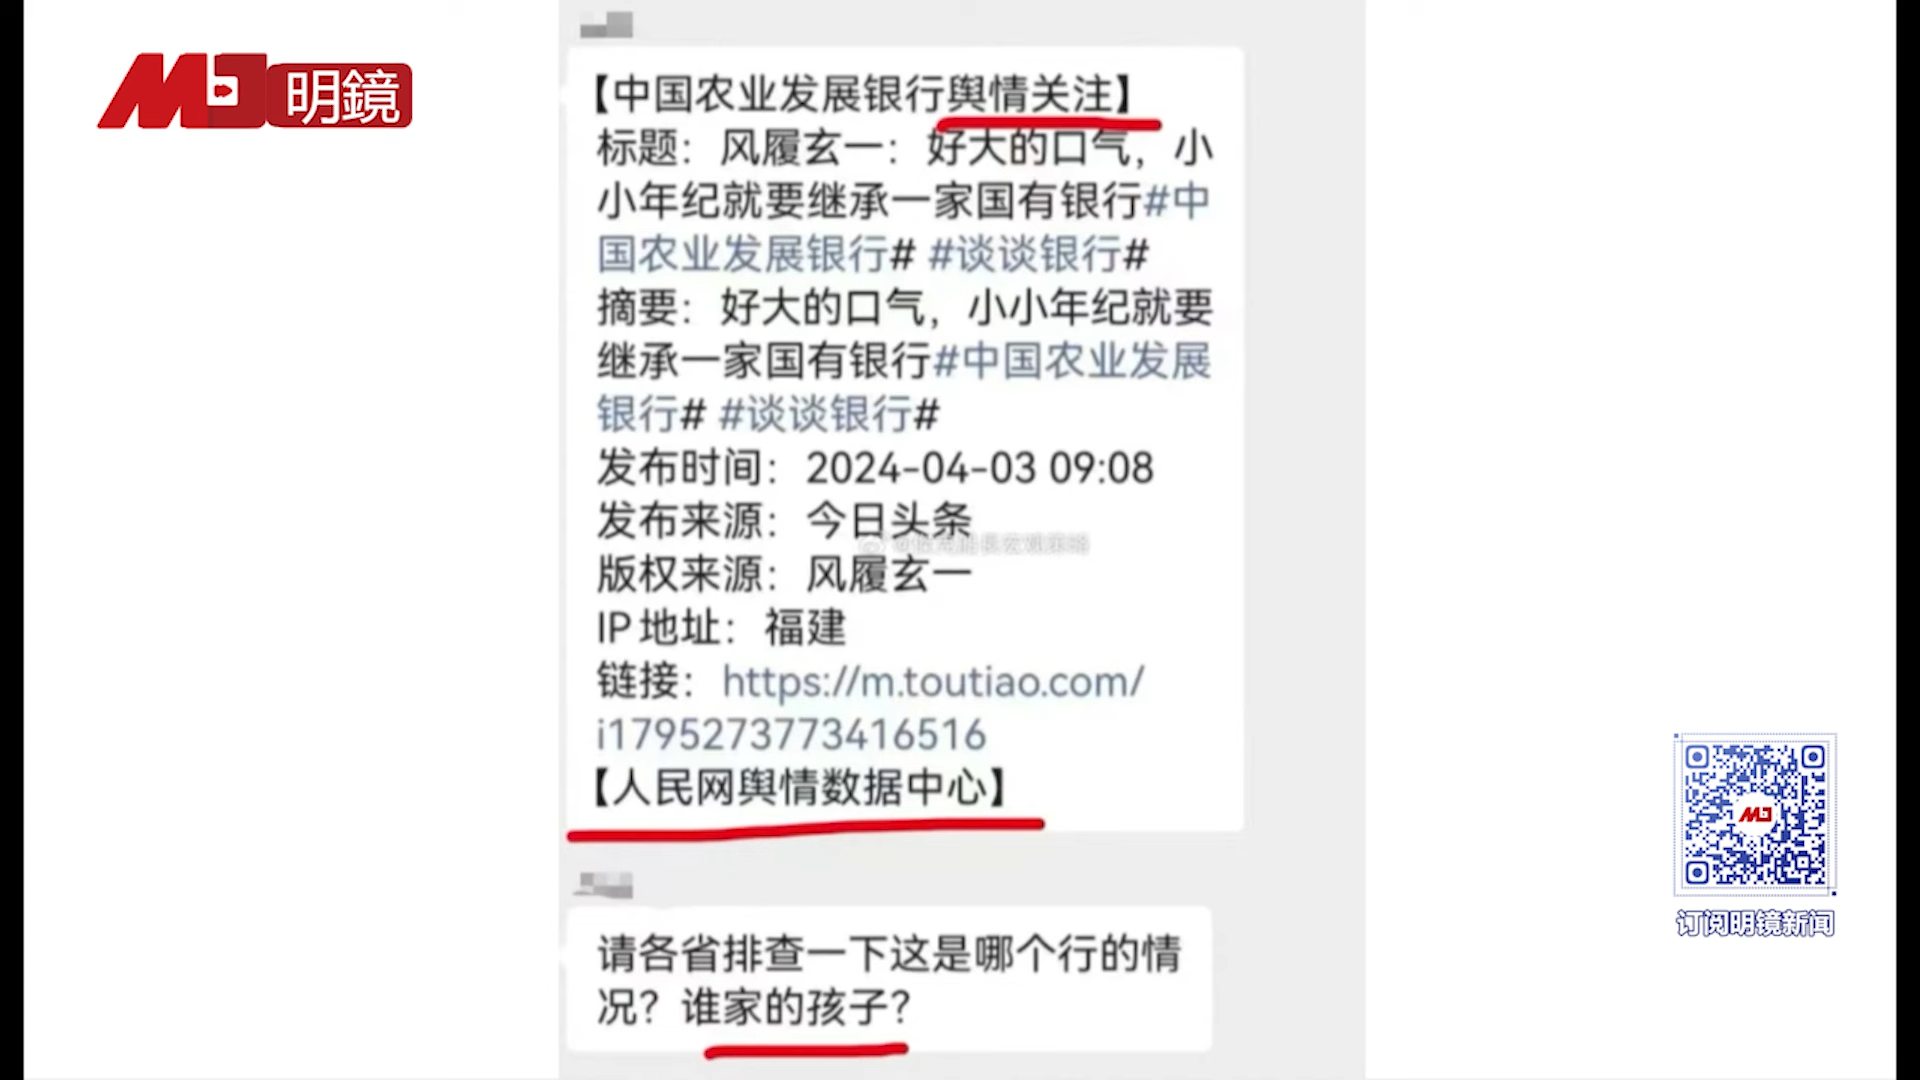 明鏡
【中国农业发展银行舆情关注】
标题：风履玄一：好大的口气，小
小年纪就要继承一家国有银行#中
国农业发展银行# #谈谈银行#
摘要：好大的口气，小小年纪就要
继承一家国有银行#中国农业发展
银行# #谈谈银行#
发布时间：2024-04-03 09:08
发布来源：今日头条
版权来源：风履玄一
IP地址：福建
链接：https://m.toutiao.com/
i1795273773416516
【人民网舆情数据中心】
请各省排查一下这是哪个行的情
况？谁家的孩子？
订阅明镜新闻